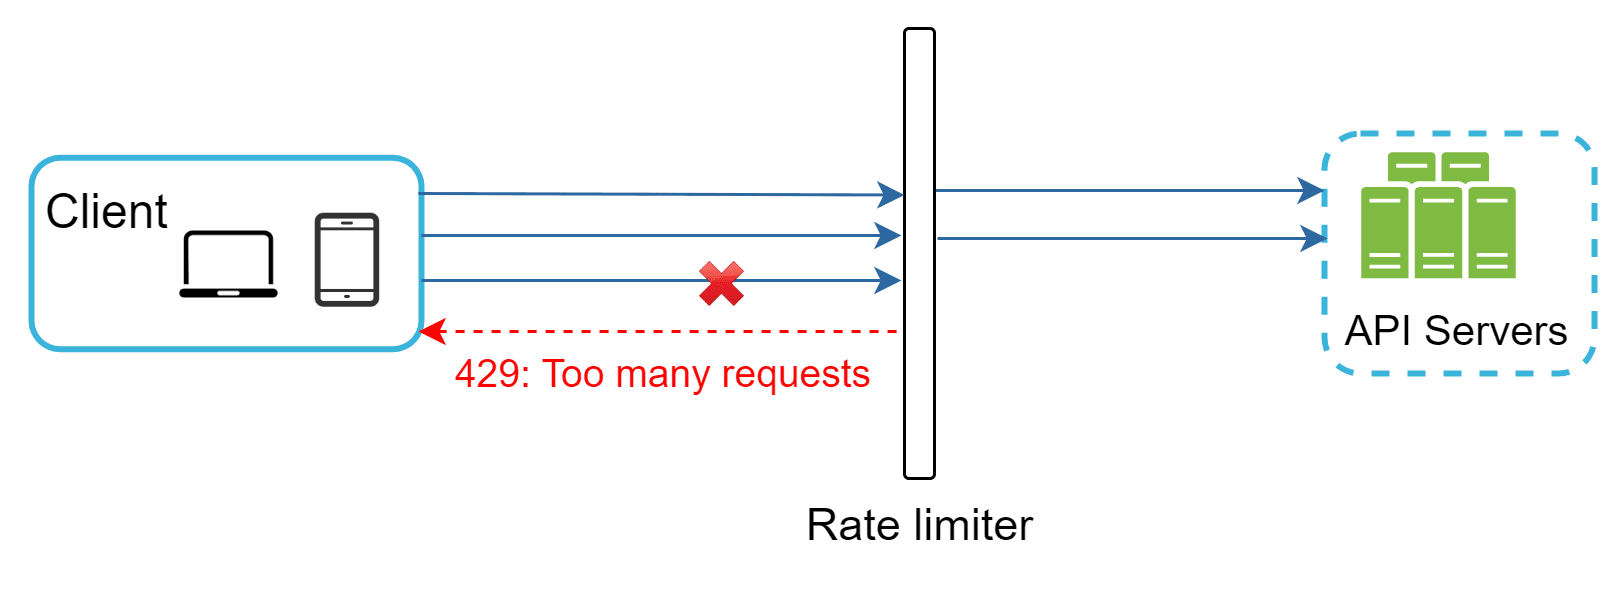 Client
429: Too many requests
API Servers
Rate limiter